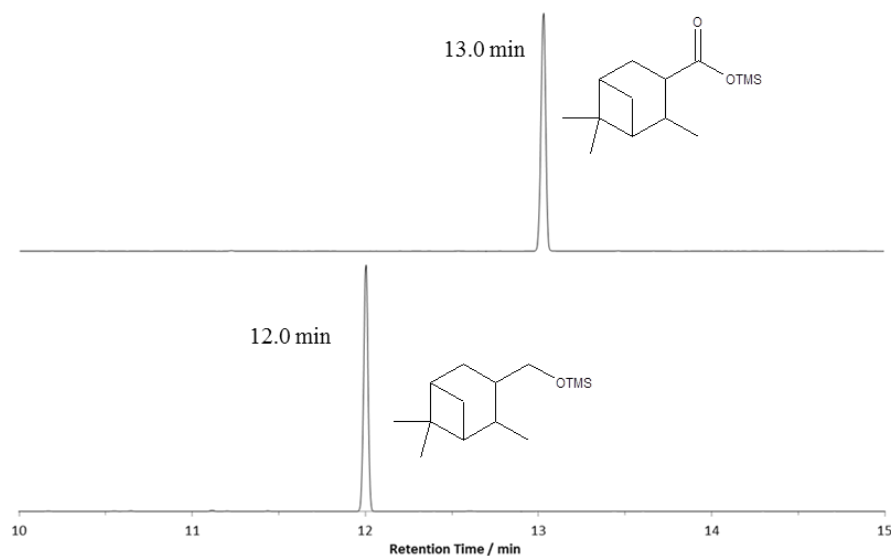 13.0 min
O
OTMS
12.0 min
OTMS
10 11 12 13 14 15
Retention Time / min